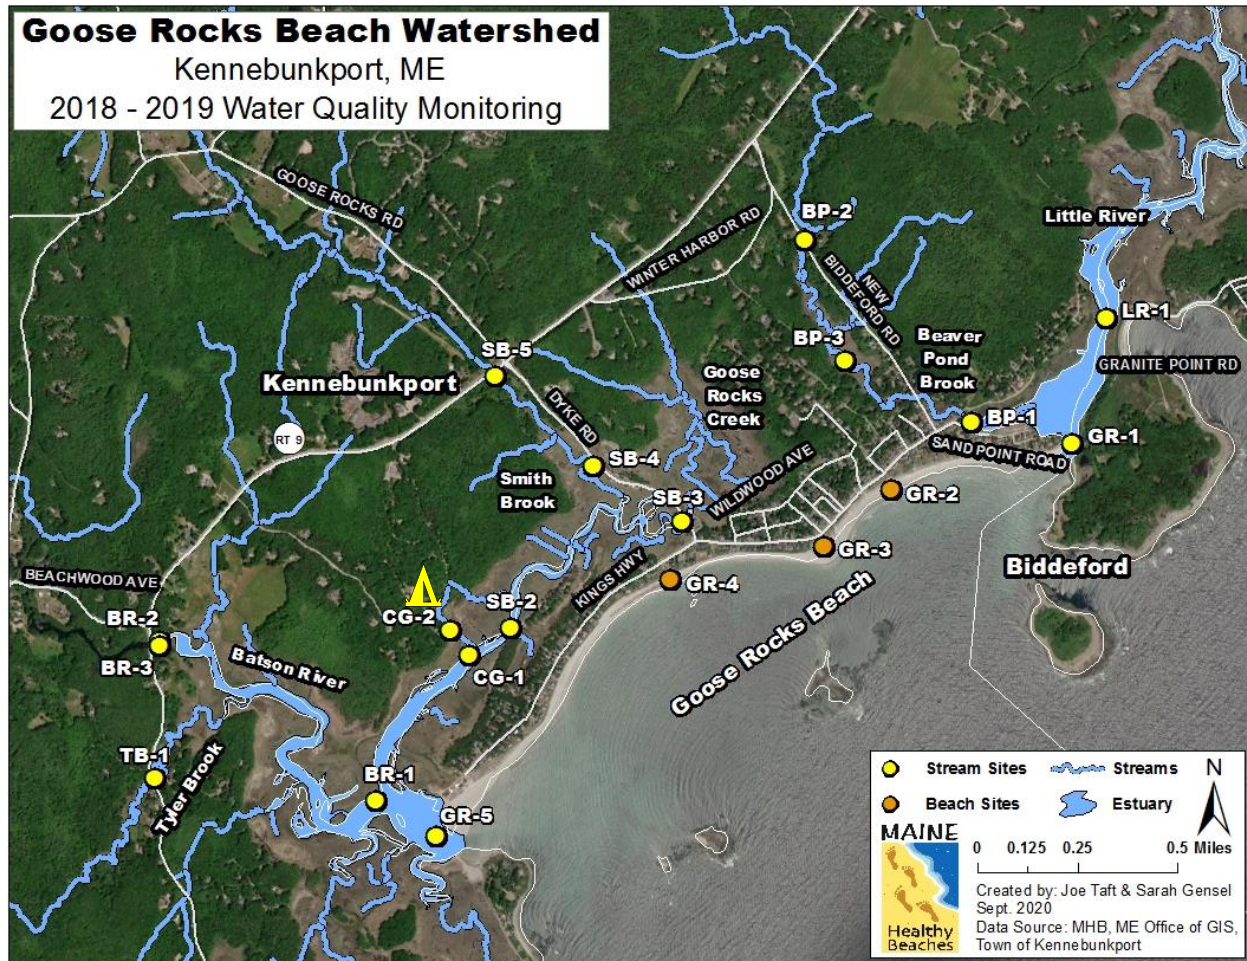 Goose Rocks Beach Watershed
Kennebunkport, ME
2018 - 2019 Water Quality Monitoring
GOOSE ROCKS RD
WINTER HARBOR RD
BP-2
Little River
NEW
BIDDEFORD RD
LR-1
SB-5
BP-3
Beaver
Pond
Brook
GRANITE POINT RD
Kennebunkport
Goose
Rocks
Creek
DYKE RD
BP-1
RT 9
SAND POINT ROAD
GR-1
SB-4
WILDWOOD AVE
Smith
Brook
SB-3
GR-2
GR-3
BEACHWOOD AVE
KINGS HWY
Biddeford
GR-4
BR-2
CG-2
SB-2
BR-3
Batson River
CG-1
Goose Rocks Beach
TB-1
Tyler Brook
BR-1
GR-5
Stream Sites
Streams
N
Beach Sites
Estuary
MAINE
Healthy
Beaches
0 0.125 0.25 0.5 Miles
Created by: Joe Taft & Sarah Gensel
Sept. 2020
Data Source: MHB, ME Office of GIS,
Town of Kennebunkport